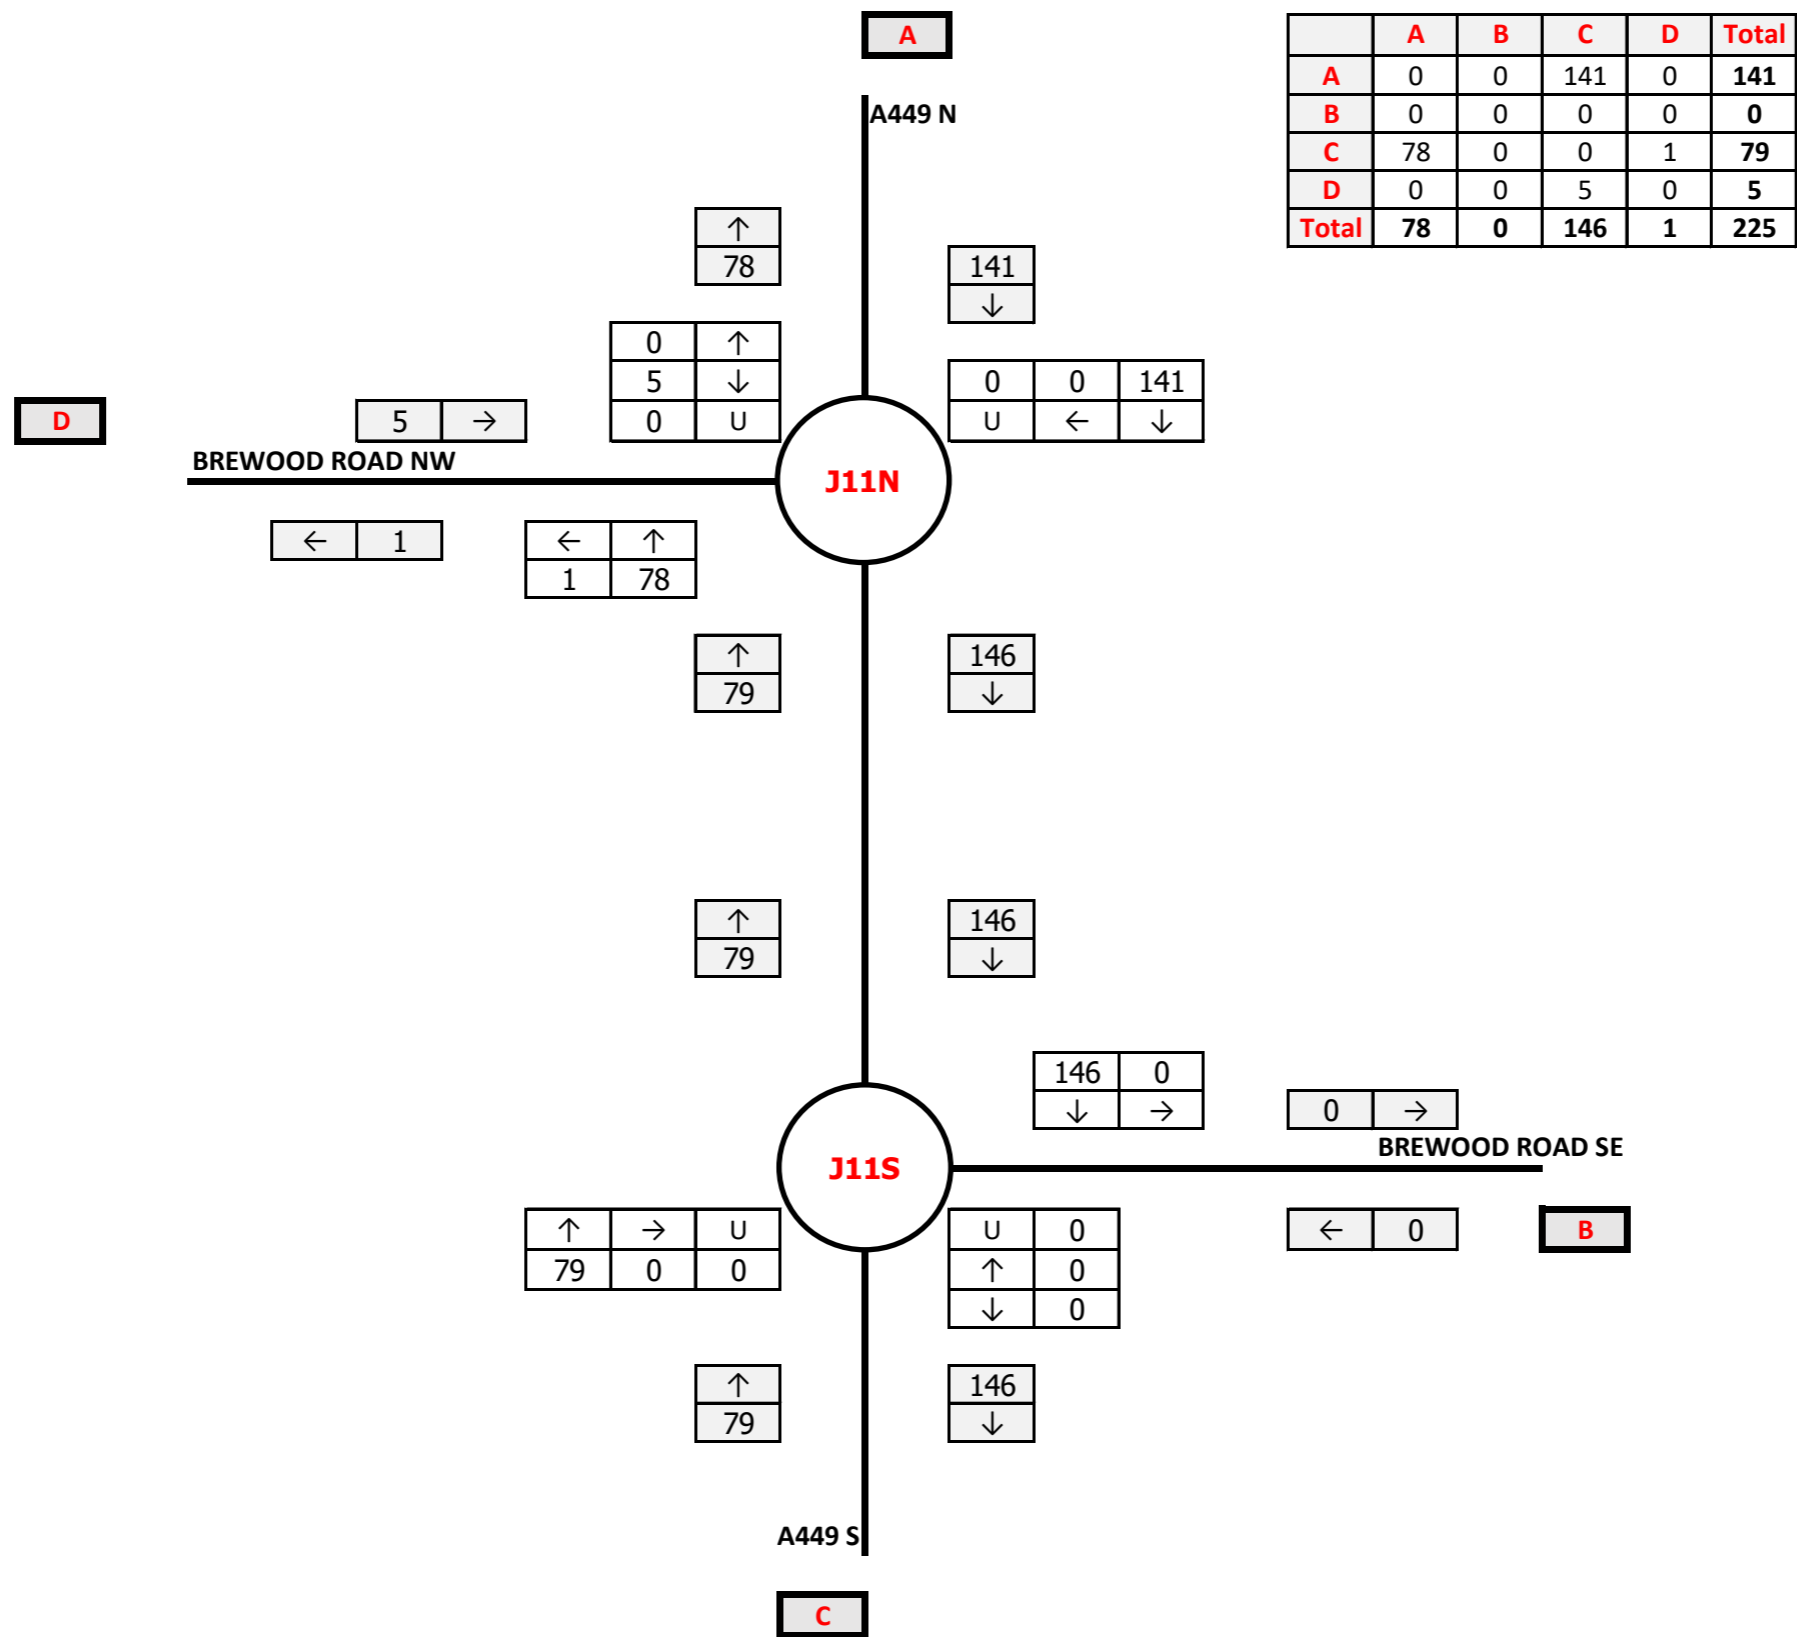 A
A B C D Total
A 0 0 141 0 141
B 0 0 0 0 0
C 78 0 0 1 79
D 0 0 5 0 5
Total 78 0 146 1 225
A449 N
↑
78
141
↓
0 ↑
5 ↓
0 U
0 0 141
U ← ↓
D
5 →
BREWOOD ROAD NW
J11N
← 1
← ↑
1 78
↑
79
146
↓
↑
79
146
↓
146 0
↓ →
0 →
BREWOOD ROAD SE
J11S
↑ → U
79 0 0
U 0
↑ 0
↓ 0
← 0
B
↑
79
146
↓
A449 S
C